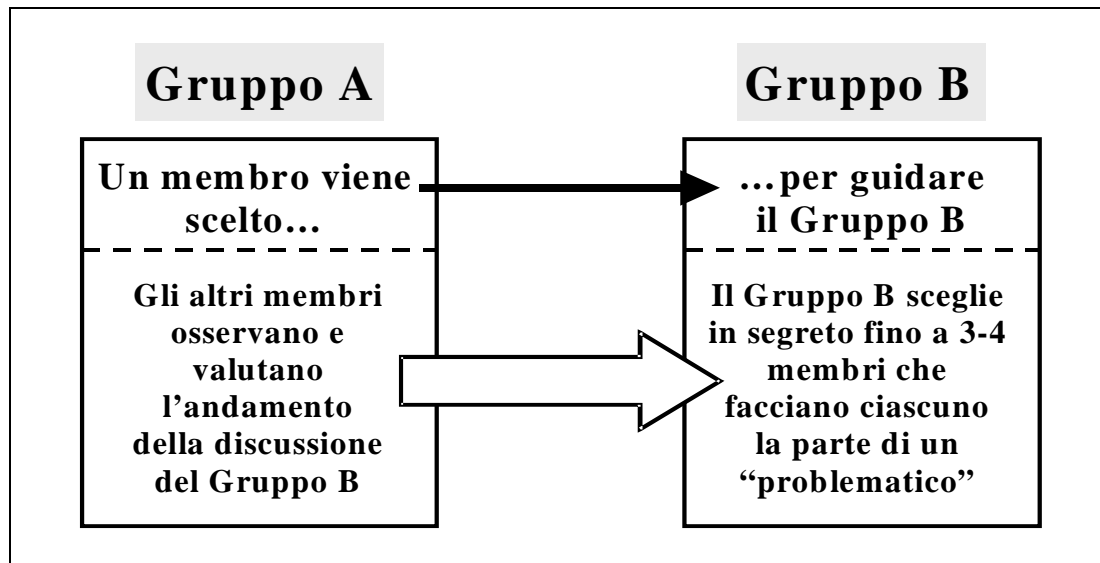 Gruppo A
Gruppo B
Un membro viene
scelto…
…per guidare
il Gruppo B
Gli altri membri
osservano e
valutano
l’andamento
della discussione
del Gruppo B
Il Gruppo B sceglie
in segreto fino a 3-4
membri che
facciano ciascuno
la parte di un
“problematico”